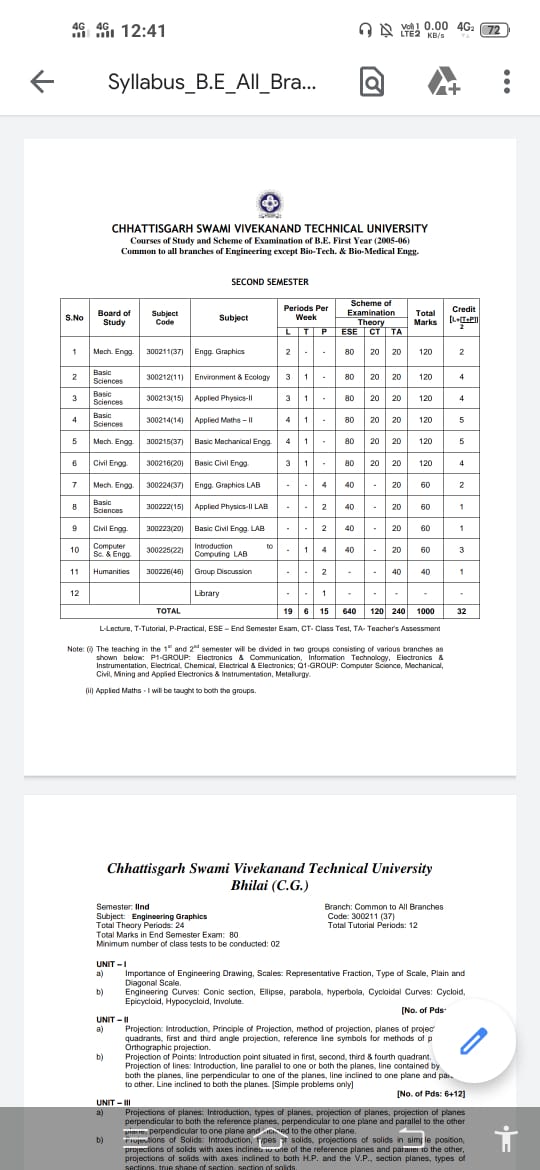 4G 4G 12:41 Vo)) 1 LTE2 0.00 KB/s 4G2 72
Syllabus_B.E_All_Bra...
CHHATTISGARH SWAMI VIVEKANAND TECHNICAL UNIVERSITY
Courses of Study and Scheme of Examination of B.E. First Year (2005-06)
Common to all branches of Engineering except Bio-Tech. & Bio-Medical Engg.
SECOND SEMESTER
S.No Board of Study Subject Code Subject Periods Per Week Scheme of Examination Total Marks Credit [L+(T+P)] 2
Theory
L T P ESE CT TA
1 Mech. Engg. 300211(37) Engg. Graphics 2 - - 80 20 20 120 2
2 Basic Sciences 300212(11) Environment & Ecology 3 1 - 80 20 20 120 4
3 Basic Sciences 300213(15) Applied Physics-II 3 1 - 80 20 20 120 4
4 Basic Sciences 300214(14) Applied Maths – II 4 1 - 80 20 20 120 5
5 Mech. Engg. 300215(37) Basic Mechanical Engg. 4 1 - 80 20 20 120 5
6 Civil Engg. 300216(20) Basic Civil Engg. 3 1 - 80 20 20 120 4
7 Mech. Engg. 300224(37) Engg. Graphics LAB - - 4 40 - 20 60 2
8 Basic Sciences 300222(15) Applied Physics-II LAB - - 2 40 - 20 60 1
9 Civil Engg. 300223(20) Basic Civil Engg. LAB - - 2 40 - 20 60 1
10 Computer Sc. & Engg. 300225(22) Introduction to Computing LAB - 1 4 40 - 20 60 3
11 Humanities 300226(46) Group Discussion - - 2 - - 40 40 1
12 Library - - 1 - - - - -
TOTAL 19 6 15 640 120 240 1000 32
L-Lecture, T-Tutorial, P-Practical, ESE – End Semester Exam, CT- Class Test, TA- Teacher's Assessment
Note: (i) The teaching in the 1st and 2nd semester will be divided in two groups consisting of various branches as
shown below: P1-GROUP: Electronics & Communication, Information Technology, Electronics &
Instrumentation, Electrical, Chemical, Electrical & Electronics; Q1-GROUP: Computer Science, Mechanical,
Civil, Mining and Applied Electronics & Instrumentation, Metallurgy.
(ii) Applied Maths - I will be taught to both the groups.
Chhattisgarh Swami Vivekanand Technical University
Bhilai (C.G.)
Semester: IInd Branch: Common to All Branches
Subject: Engineering Graphics Code: 300211 (37)
Total Theory Periods: 24 Total Tutorial Periods: 12
Total Marks in End Semester Exam: 80
Minimum number of class tests to be conducted: 02
UNIT – I
a) Importance of Engineering Drawing, Scales: Representative Fraction, Type of Scale, Plain and
Diagonal Scale.
b) Engineering Curves: Conic section, Ellipse, parabola, hyperbola, Cycloidal Curves: Cycloid,
Epicycloid, Hypocycloid, Involute.
[No. of Pds
UNIT – II
a) Projection: Introduction, Principle of Projection, method of projection, planes of projec
quadrants, first and third angle projection, reference line symbols for methods of p
Orthographic projection.
b) Projection of Points: Introduction point situated in first, second, third & fourth quadrant.
Projection of lines: Introduction, line parallel to one or both the planes, line contained by
both the planes, line perpendicular to one of the planes, line inclined to one plane and
to other. Line inclined to both the planes. [Simple problems only]
[No. of Pds: 6+12]
UNIT – III
a) Projections of planes: Introduction, types of planes, projection of planes, projection of planes
perpendicular to both the reference planes, perpendicular to one plane and parallel to the other
plane, perpendicular to one plane and inclined to the other plane.
b) Projections of Solids: Introduction, types of solids, projections of solids in simple position,
projections of solids with axes inclined to one of the reference planes and parallel to the other,
projections of solids with axes inclined to both H.P. and the V.P., section planes, types of
sections, true shape of section, section of solids.